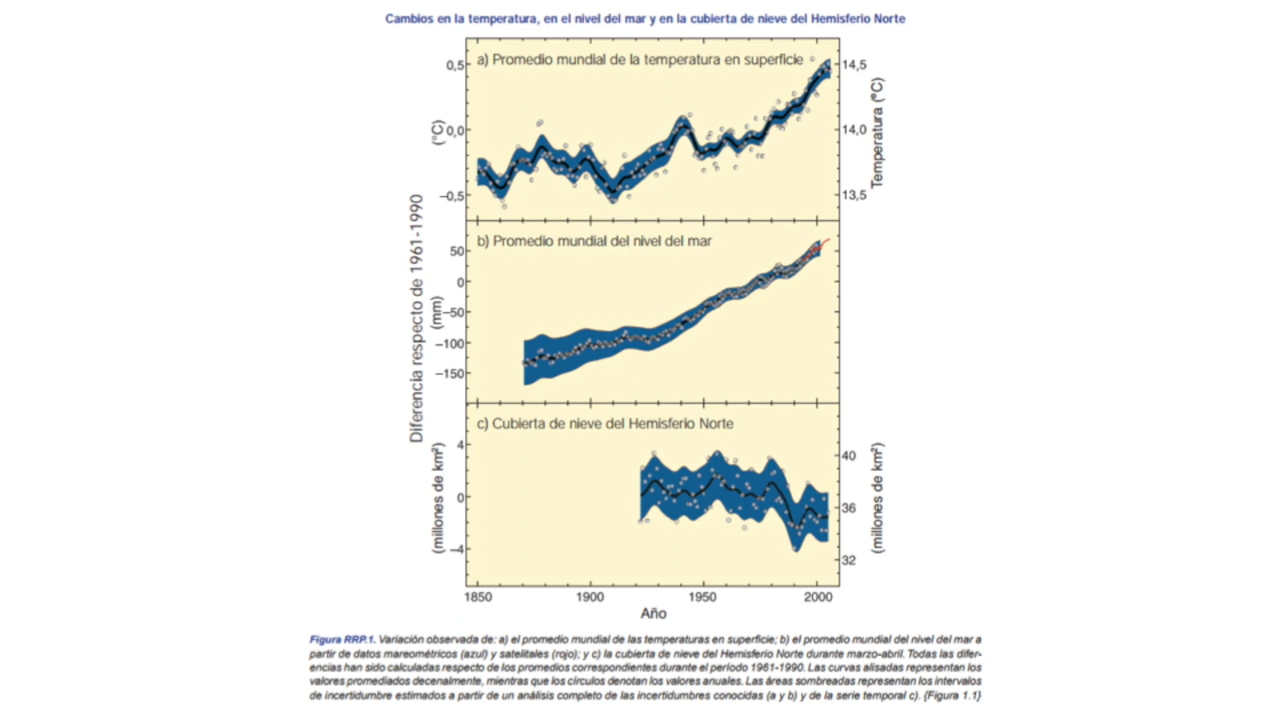 Cambios en la temperatura, en el nivel del mar y en la cubierta de nieve del Hemisferio Norte
a) Promedio mundial de la temperatura en superficie
0,5
0,0
−0,5
(°C)
14,5
14,0
13,5
Temperatura (°C)
Diferencia respecto de 1961-1990
b) Promedio mundial del nivel del mar
50
0
−50
−100
−150
(mm)
c) Cubierta de nieve del Hemisferio Norte
4
0
−4
(millones de km²)
40
36
32
(millones de km²)
1850 1900 1950 2000
Año
Figura RRP.1. Variación observada de: a) el promedio mundial de las temperaturas en superficie; b) el promedio mundial del nivel del mar a
partir de datos mareométricos (azul) y satelitales (rojo); y c) la cubierta de nieve del Hemisferio Norte durante marzo-abril. Todas las difer-
encias han sido calculadas respecto de los promedios correspondientes durante el período 1961-1990. Las curvas alisadas representan los
valores promediados decenalmente, mientras que los círculos denotan los valores anuales. Las áreas sombreadas representan los intervalos
de incertidumbre estimados a partir de un análisis completo de las incertidumbres conocidas (a y b) y de la serie temporal c). {Figura 1.1}